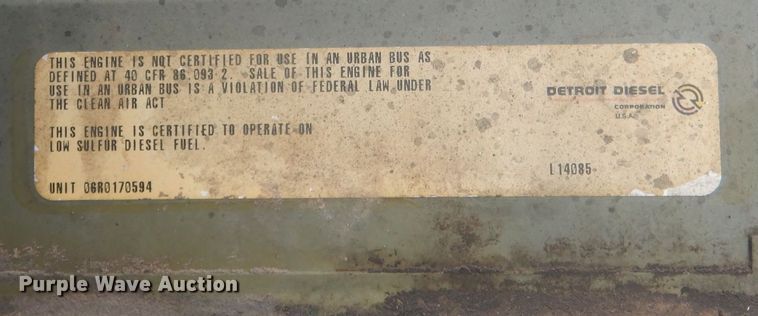 THIS ENGINE IS NOT CERTIFIED FOR USE IN AN URBAN BUS AS
DEFINED AT 40 CFR 86.093 2. SALE OF THIS ENGINE FOR
USE IN AN URBAN BUS IS A VIOLATION OF FEDERAL LAW UNDER
THE CLEAN AIR ACT
THIS ENGINE IS CERTIFIED TO OPERATE ON
LOW SULFUR DIESEL FUEL.
UNIT 06R0170594
DETROIT DIESEL
CORPORATION
U.S.A.
L14085
Purple Wave Auction